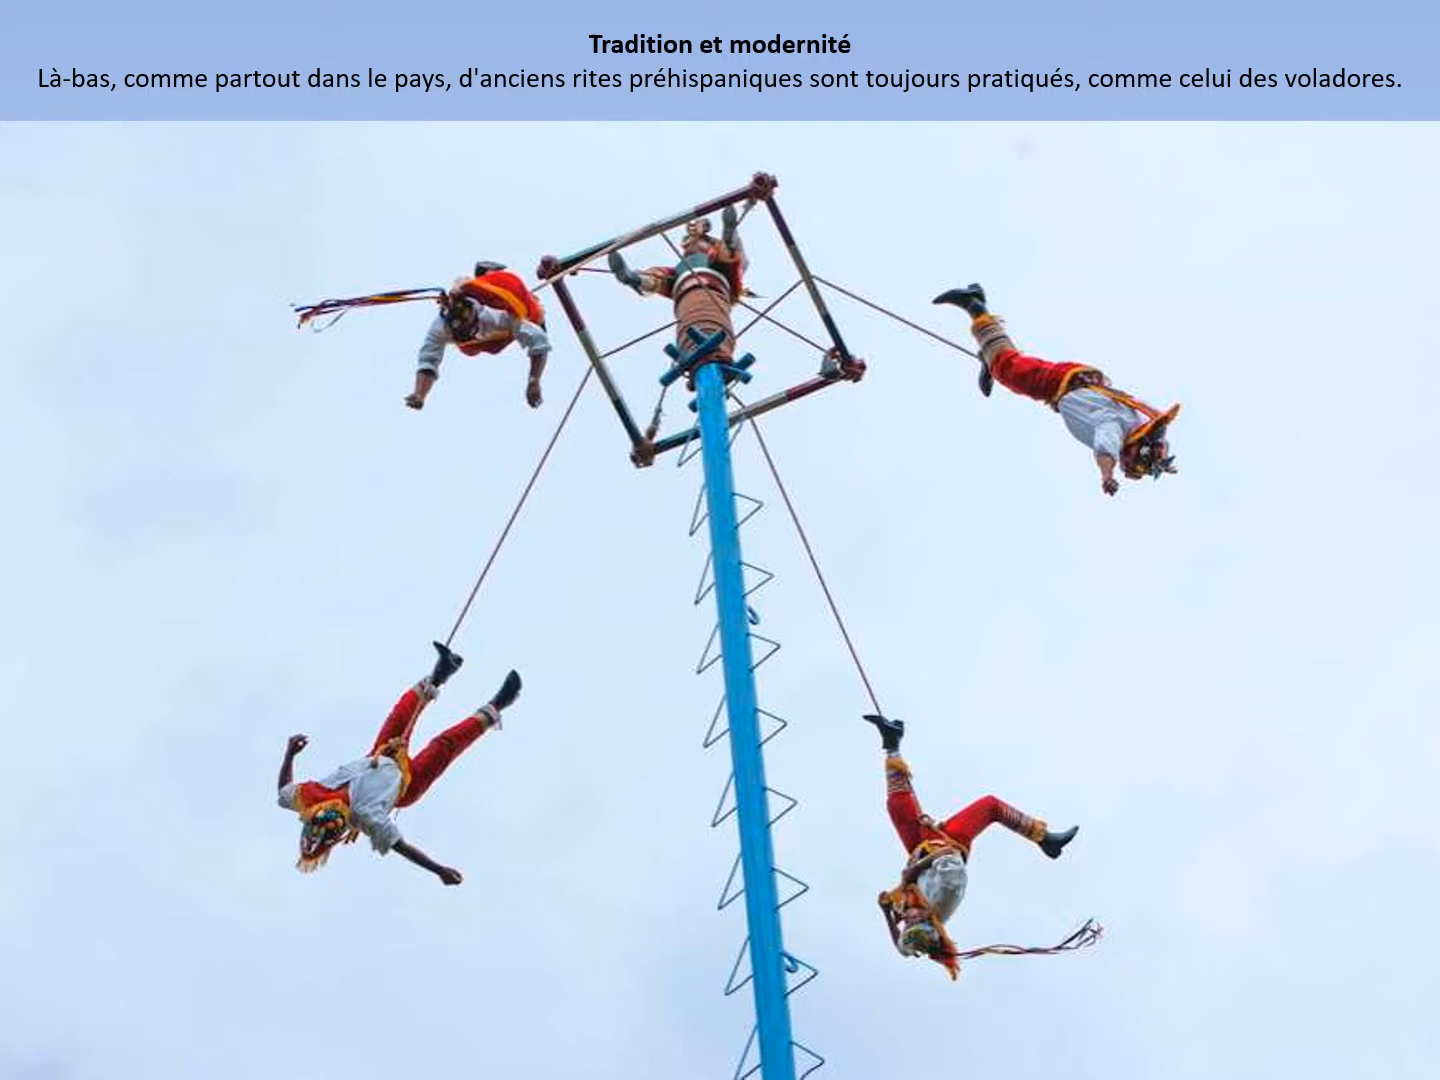 Tradition et modernité
Là-bas, comme partout dans le pays, d'anciens rites préhispaniques sont toujours pratiqués, comme celui des voladores.